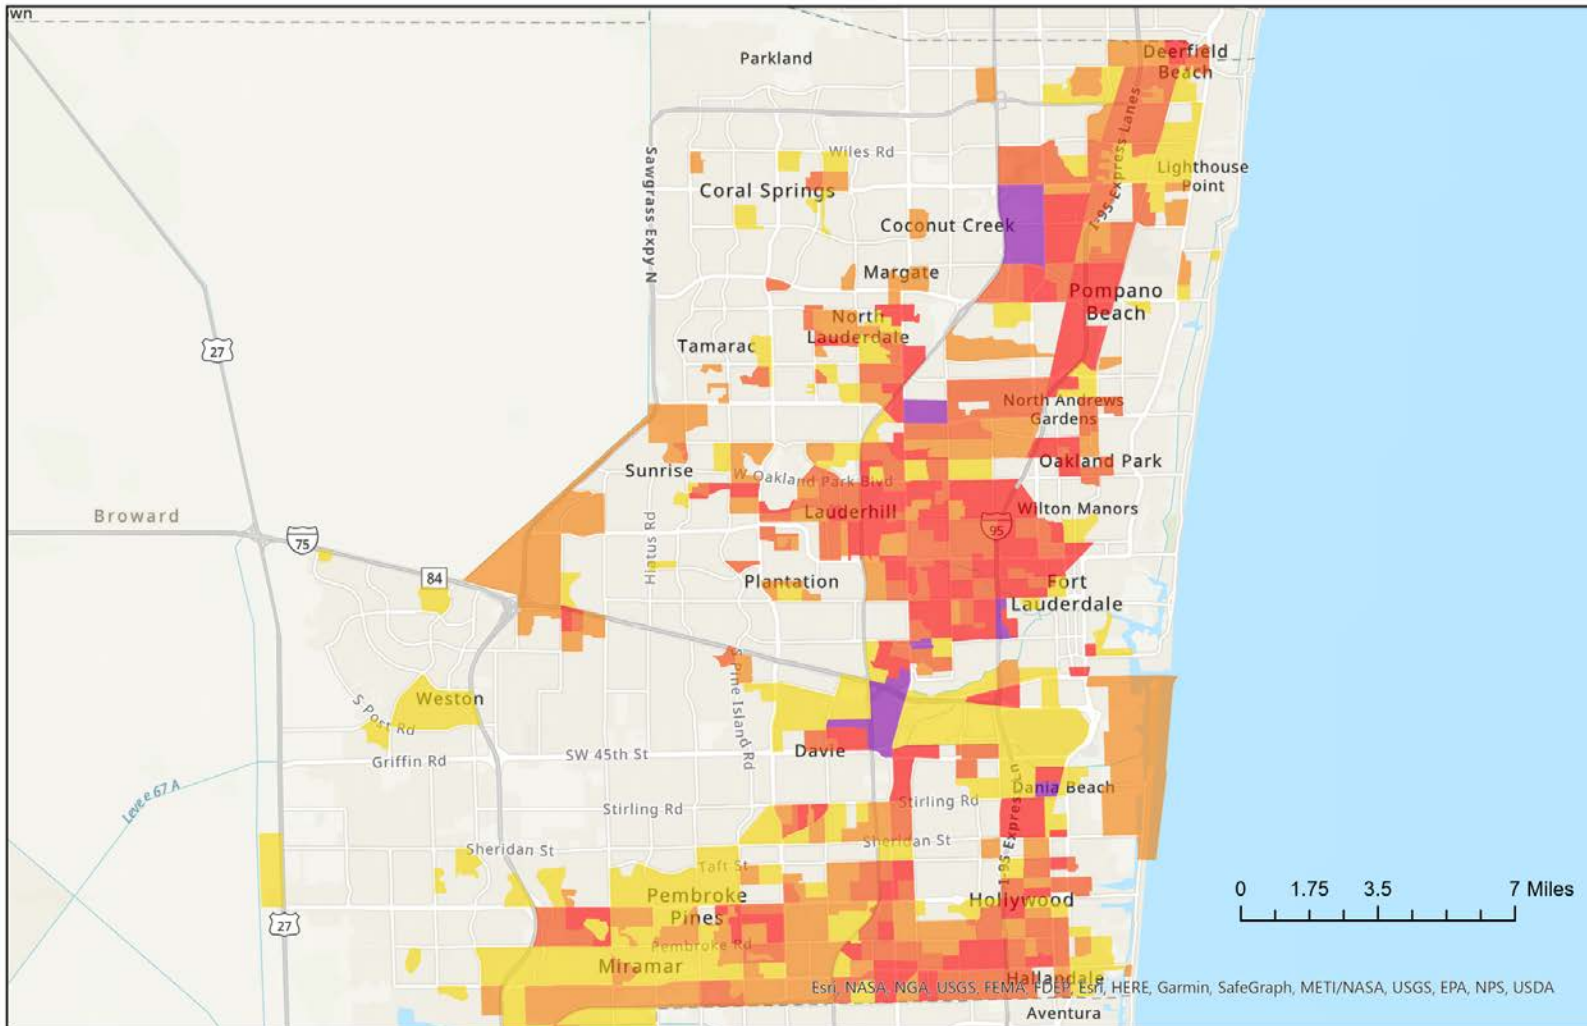 wn
Parkland
Deerfield
Beach
Wiles Rd
I-95 Express Lanes
Lighthouse
Point
Sawgrass Expy N
Coral Springs
Coconut Creek
Margate
Pompano
Beach
North
Lauderdale
Tamarac
27
North Andrews
Gardens
Oakland Park
Sunrise
W Oakland Park Blvd
Lauderhill
Wilton Manors
95
Broward
75
Hiatus Rd
84
Plantation
Fort
Lauderdale
S Pine Island Rd
Weston
S Post Rd
SW 45th St
Davie
Griffin Rd
Dania Beach
Levee 67 A
Stirling Rd
Stirling Rd
I-95 Express Ln
Sheridan St
Sheridan St
Taft St
Pembroke
Pines
Hollywood
0 1.75 3.5 7 Miles
27
Pembroke Rd
Miramar
Hallandale
Esri, NASA, NGA, USGS, FEMA, FDEP, Esri, HERE, Garmin, SafeGraph, METI/NASA, USGS, EPA, NPS, USDA
Aventura